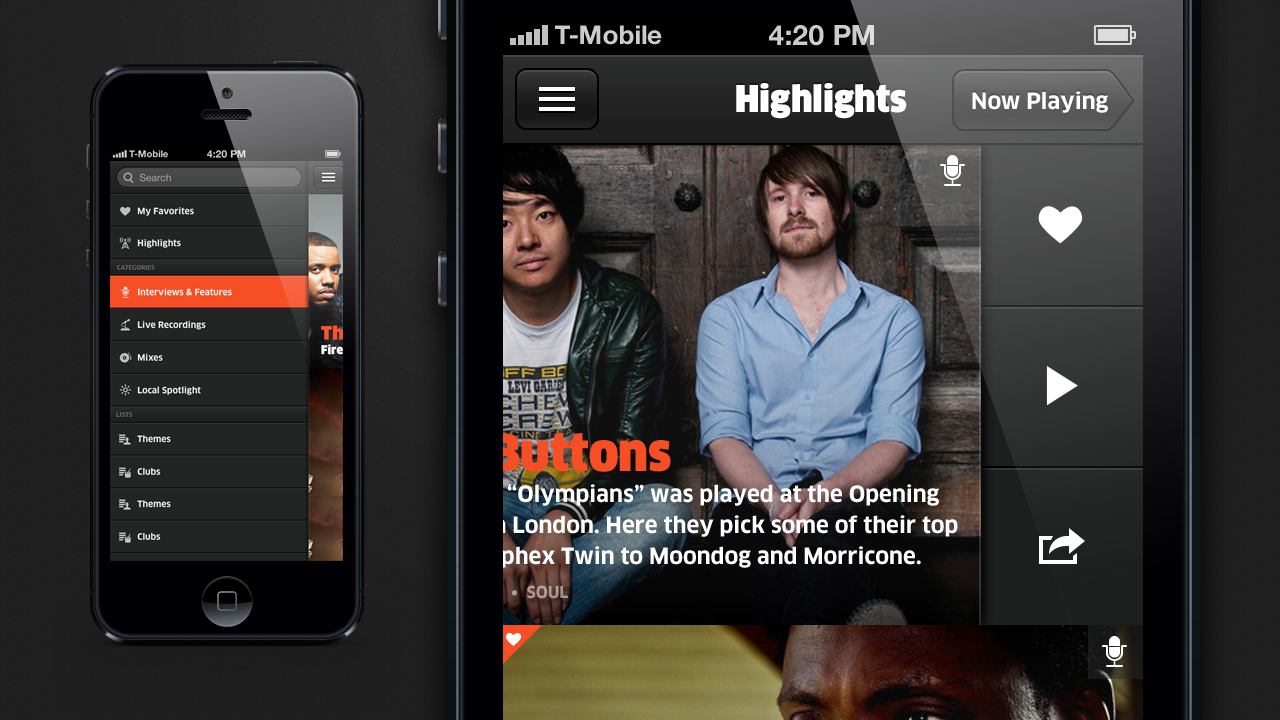 T-Mobile 4:20 PM
Search
My Favorites
Highlights
CATEGORIES
Interviews & Features
Live Recordings
Mixes
Local Spotlight
LISTS
Themes
Clubs
Themes
Clubs
Th
Fire
T-Mobile 4:20 PM
Highlights
Now Playing
Buttons
“Olympians” was played at the Opening
London. Here they pick some of their top
phex Twin to Moondog and Morricone.
• SOUL